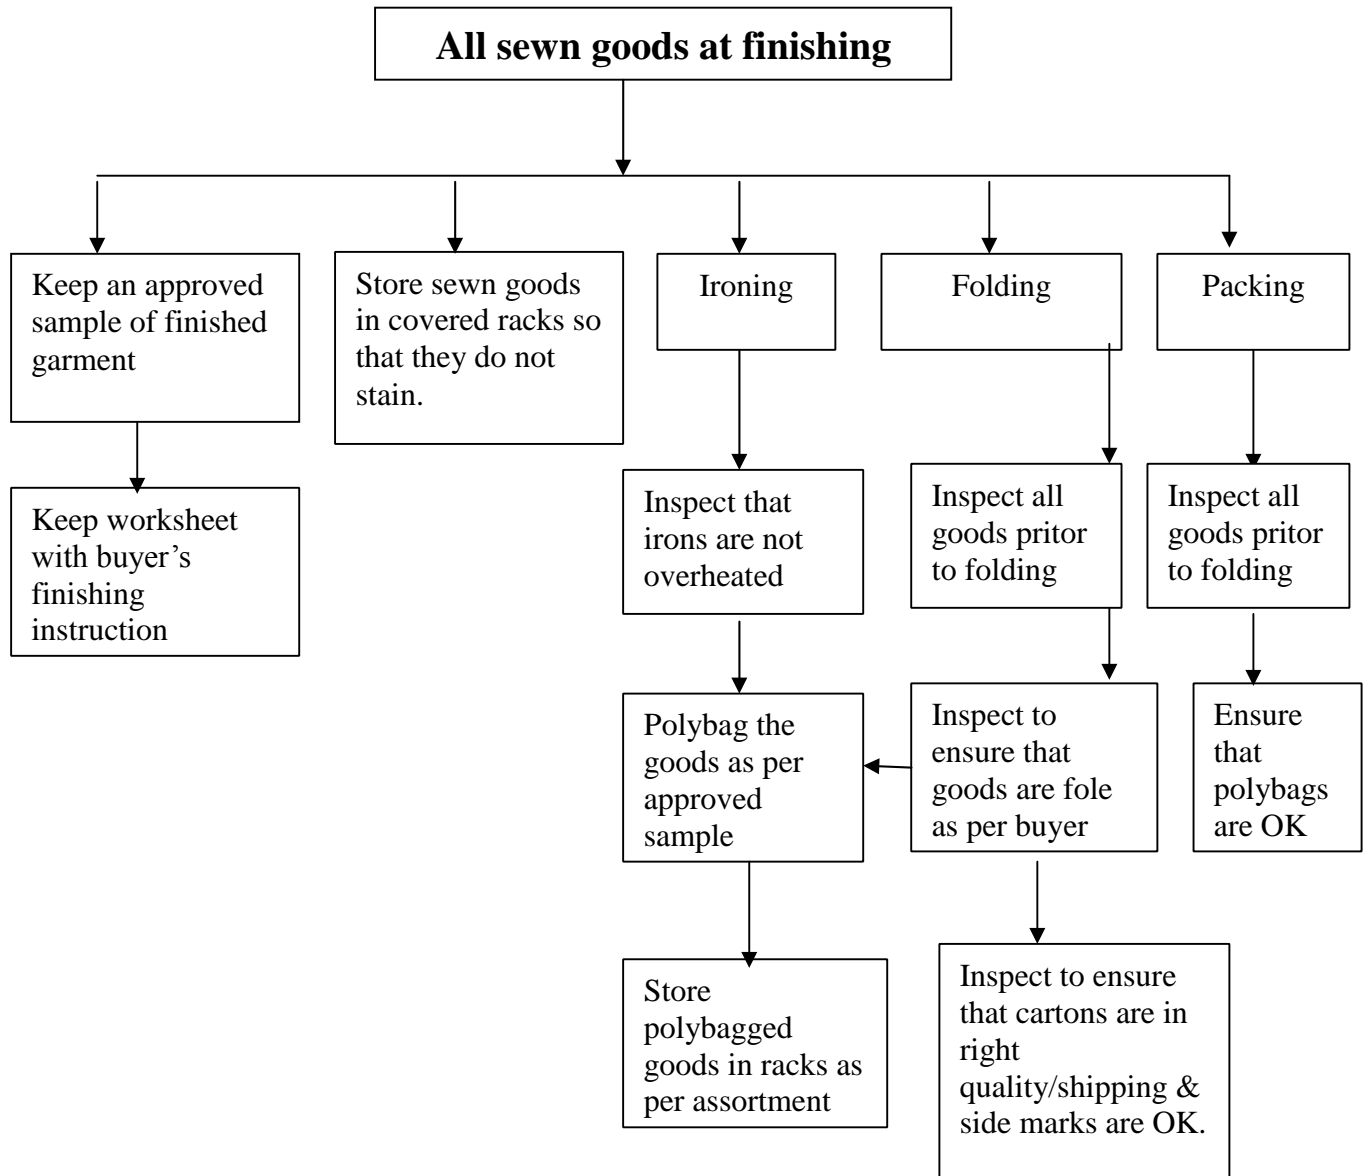 All sewn goods at finishing
Keep an approved
sample of finished
garment
Store sewn goods
in covered racks so
that they do not
stain.
Ironing
Folding
Packing
Keep worksheet
with buyer’s
finishing
instruction
Inspect that
irons are not
overheated
Inspect all
goods pritor
to folding
Inspect all
goods pritor
to folding
Polybag the
goods as per
approved
sample
Inspect to
ensure that
goods are fole
as per buyer
Ensure
that
polybags
are OK
Store
polybagged
goods in racks as
per assortment
Inspect to ensure
that cartons are in
right
quality/shipping &
side marks are OK.